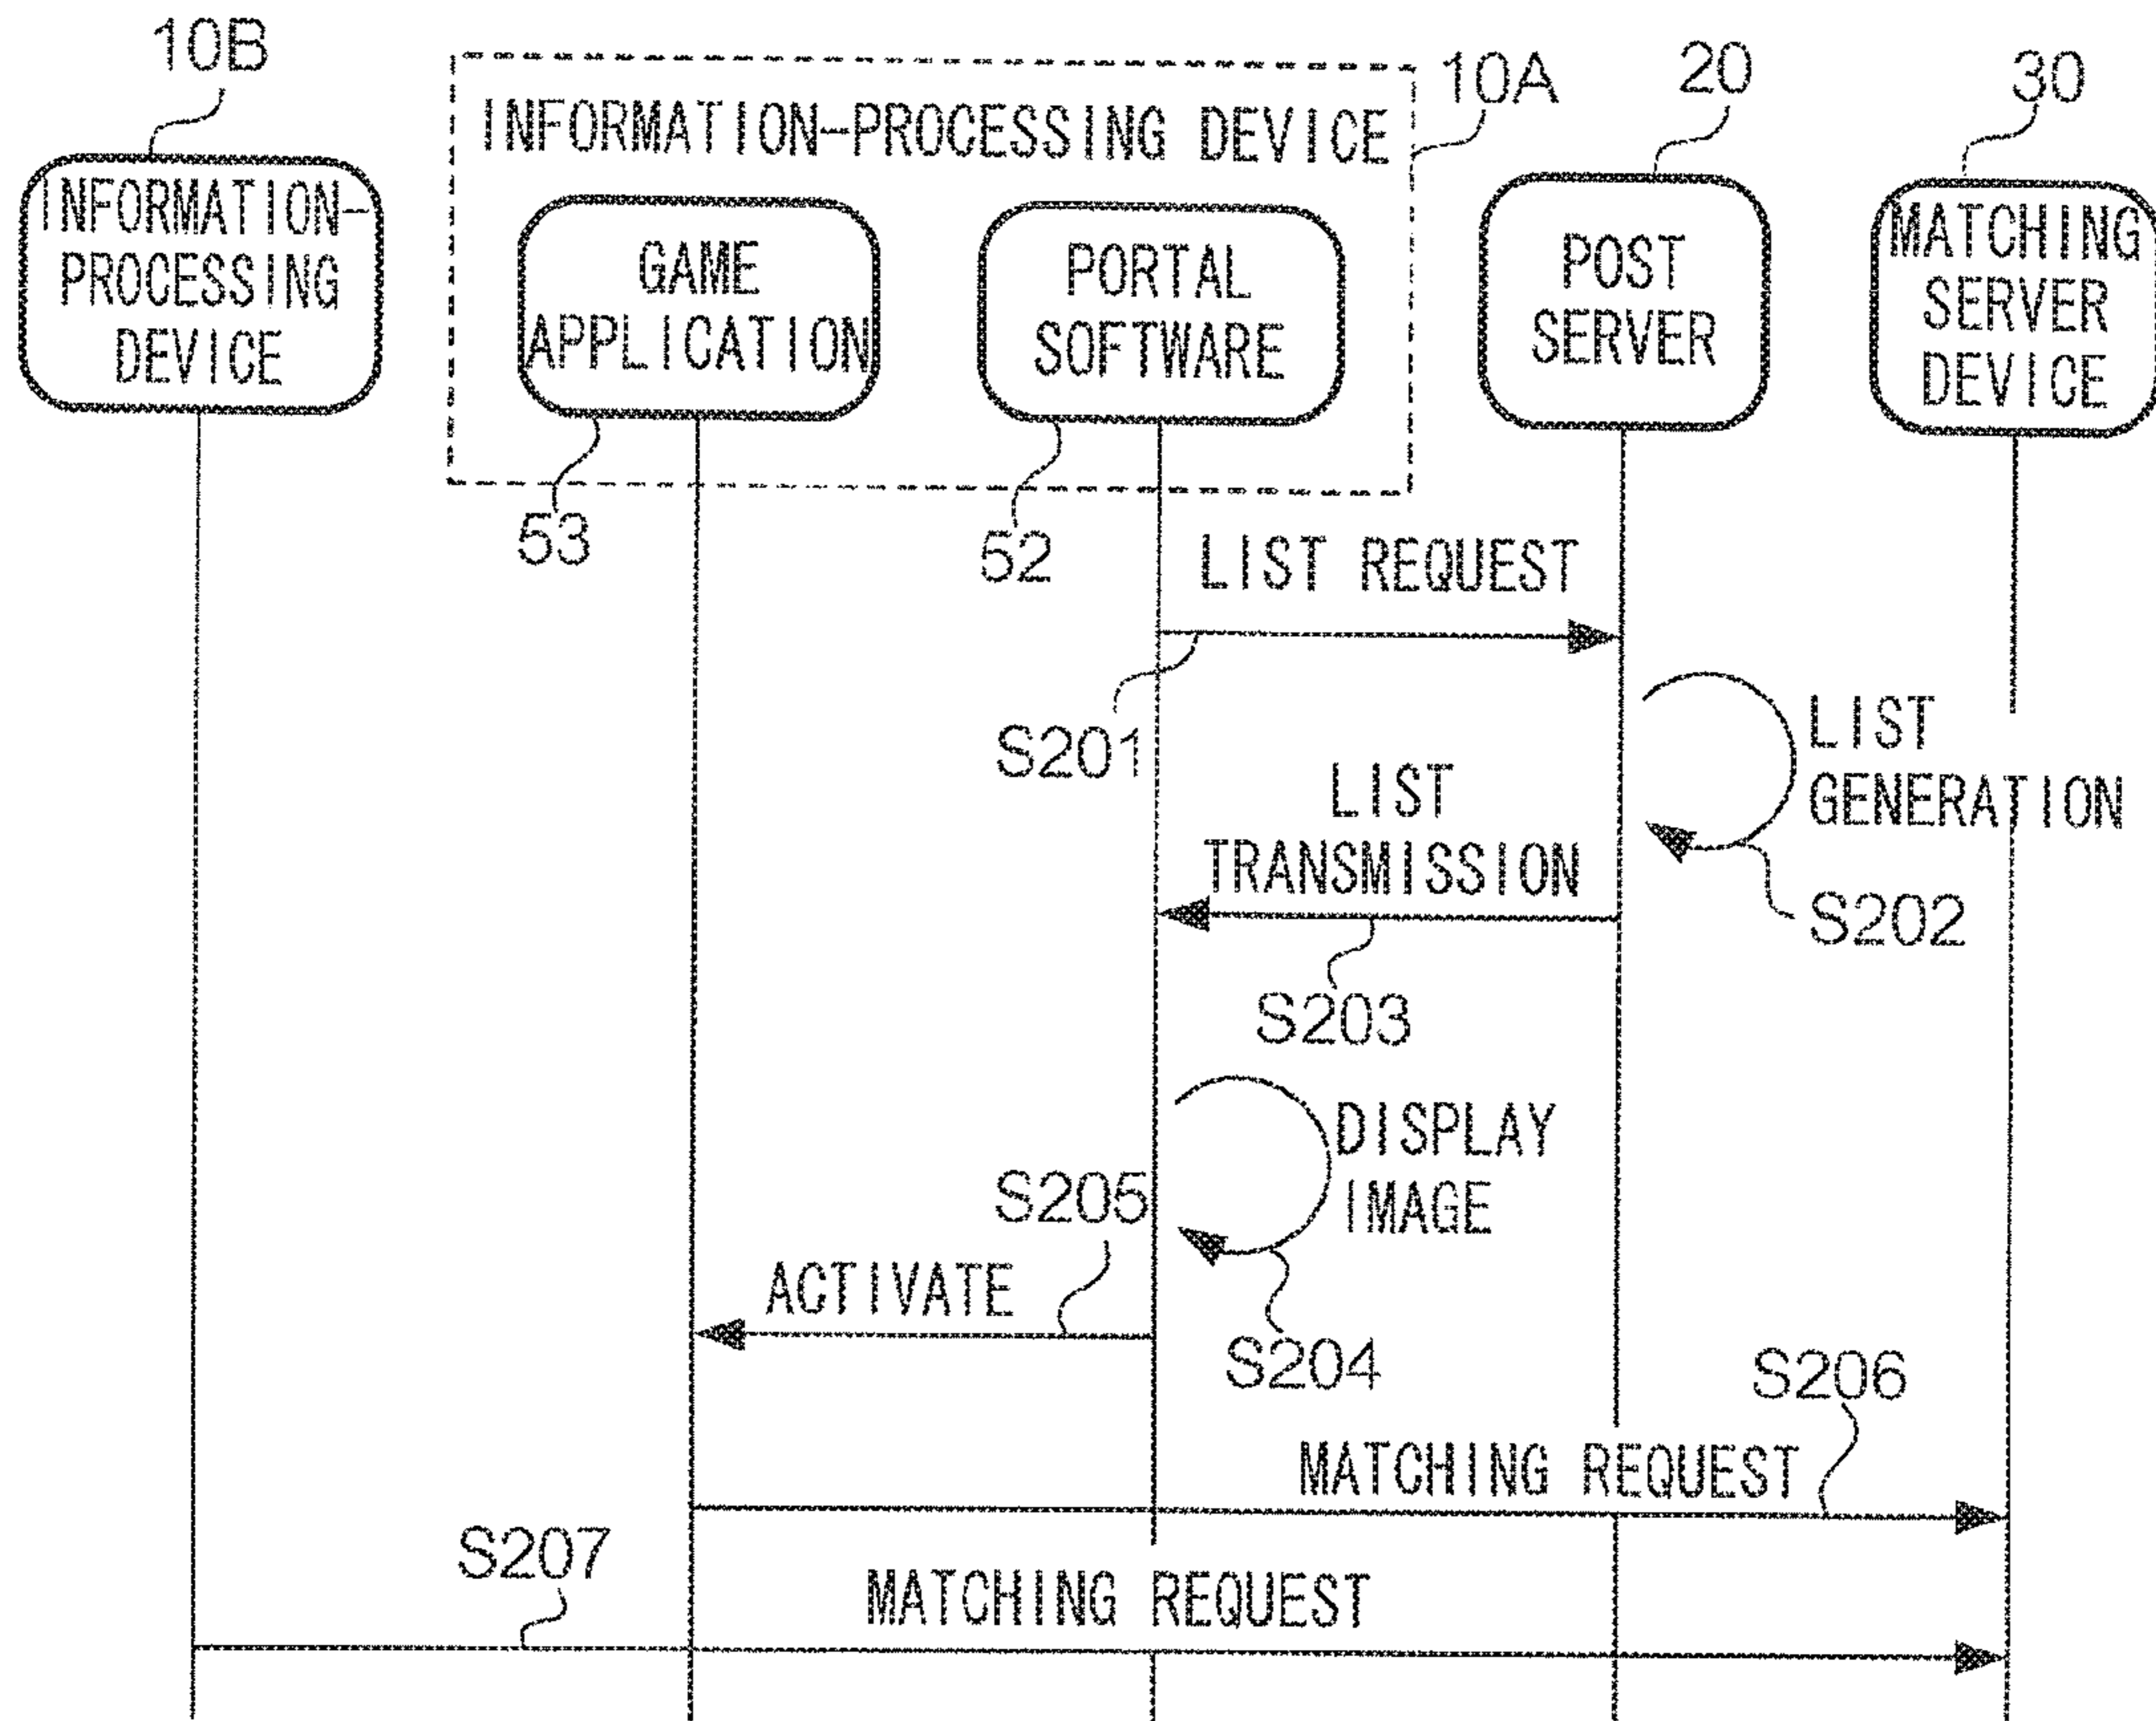 10B
INFORMATION-PROCESSING DEVICE
10A
20
30
INFORMATION-
PROCESSING
DEVICE
GAME
APPLICATION
PORTAL
SOFTWARE
POST
SERVER
MATCHING
SERVER
DEVICE
53
52
LIST REQUEST
S201
LIST
GENERATION
S202
LIST
TRANSMISSION
S203
DISPLAY
IMAGE
S204
S205
ACTIVATE
S206
MATCHING REQUEST
S207
MATCHING REQUEST